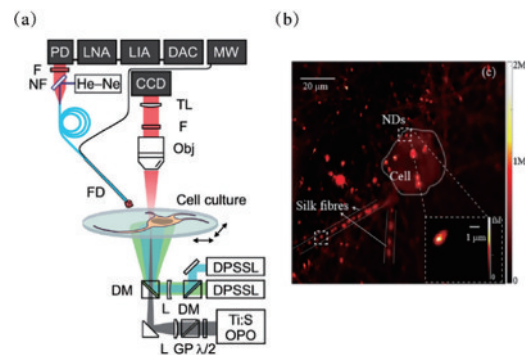 (a)
PD LNA LIA DAC MW
F
NF
He–Ne
CCD
TL
F
Obj
FD
Cell culture
DPSSL
DM
DPSSL
L DM
Ti:S
OPO
L GP λ/2
(b)
(c)
20 μm
NDs
Cell
Silk fibres
1 μm
2M
1M
0